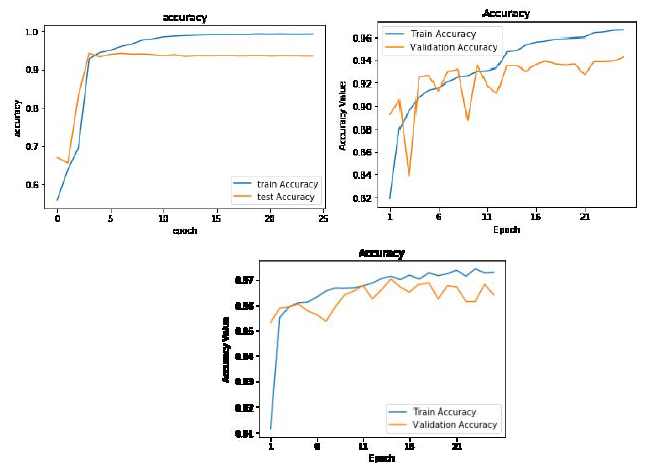 accuracy
1.0
0.9
0.8
0.7
0.6
accuracy
train Accuracy
test Accuracy
0
5
10
15
20
25
epoch
Accuracy
0.96
0.94
0.92
0.90
0.88
0.86
0.84
0.82
Accuracy Value
Train Accuracy
Validation Accuracy
1
6
11
16
21
Epoch
Accuracy
0.97
0.96
0.95
0.94
0.93
0.92
0.91
Accuracy Value
Train Accuracy
Validation Accuracy
1
6
11
16
21
Epoch